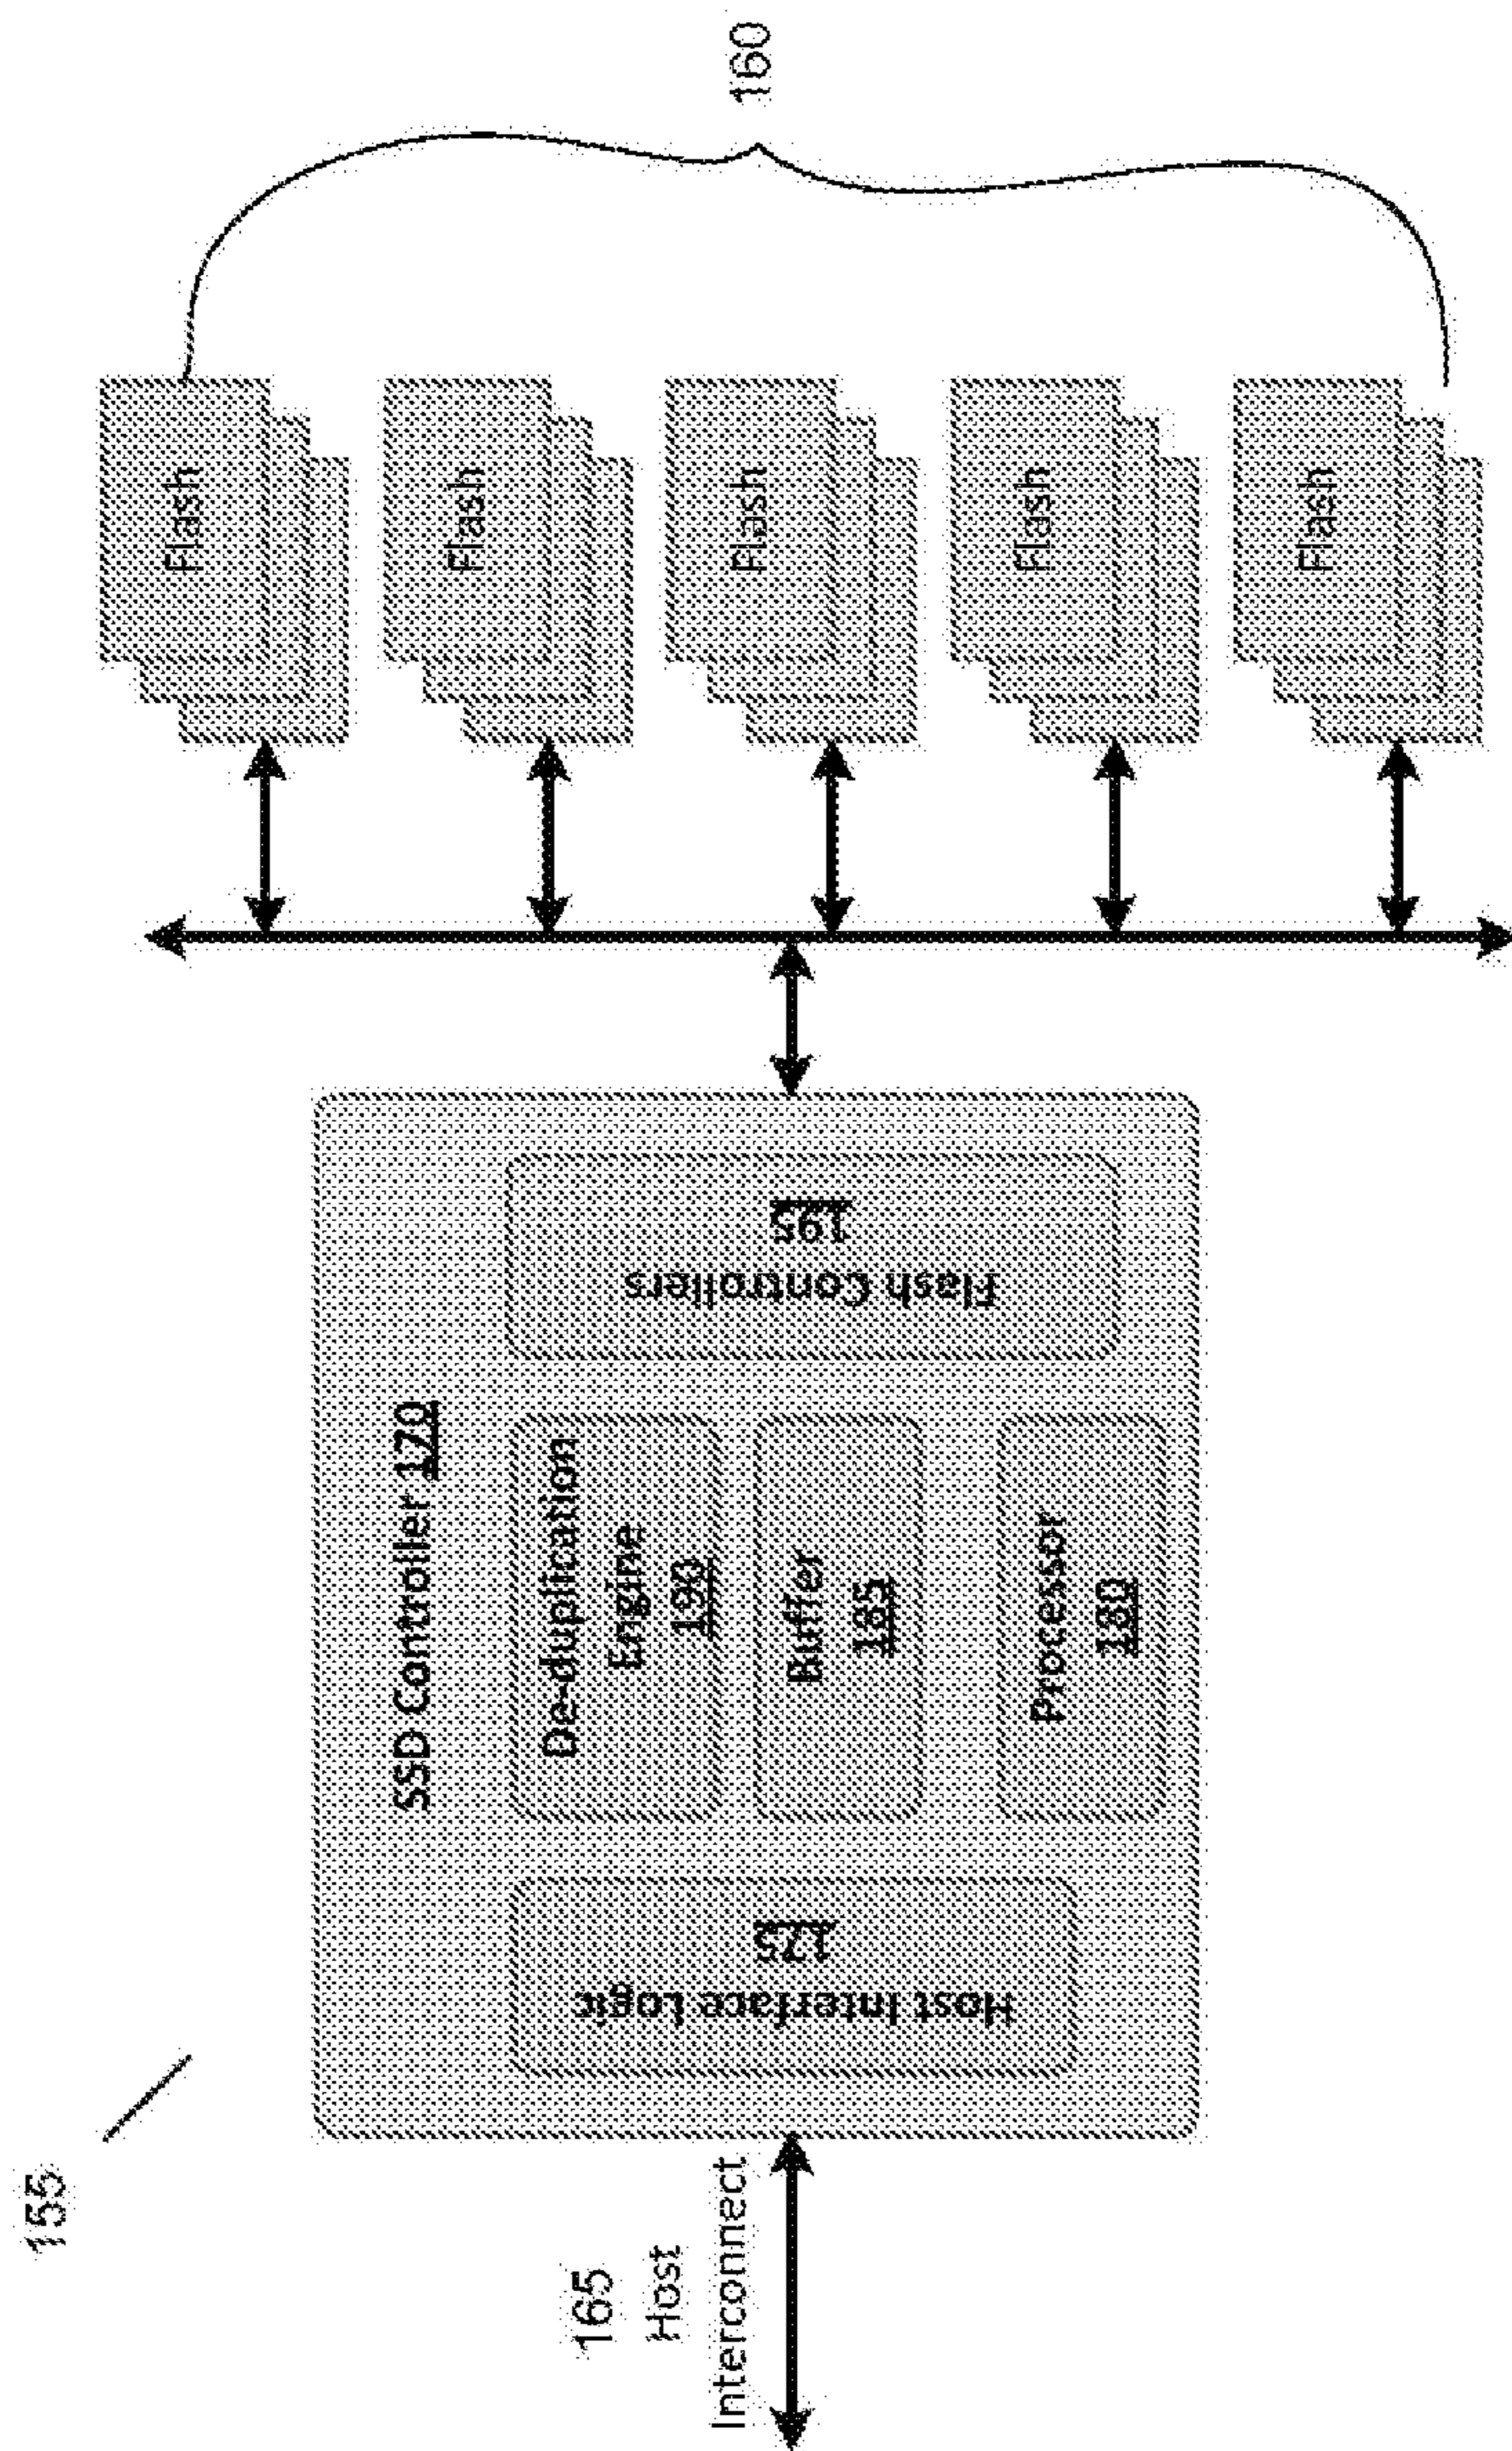 155
165
Host
Interconnect
SSD Controller 170
Host Interface Logic
175
De-duplication
Engine
190
Buffer
185
Processor
180
Flash Controllers
195
Flash
Flash
Flash
Flash
Flash
160